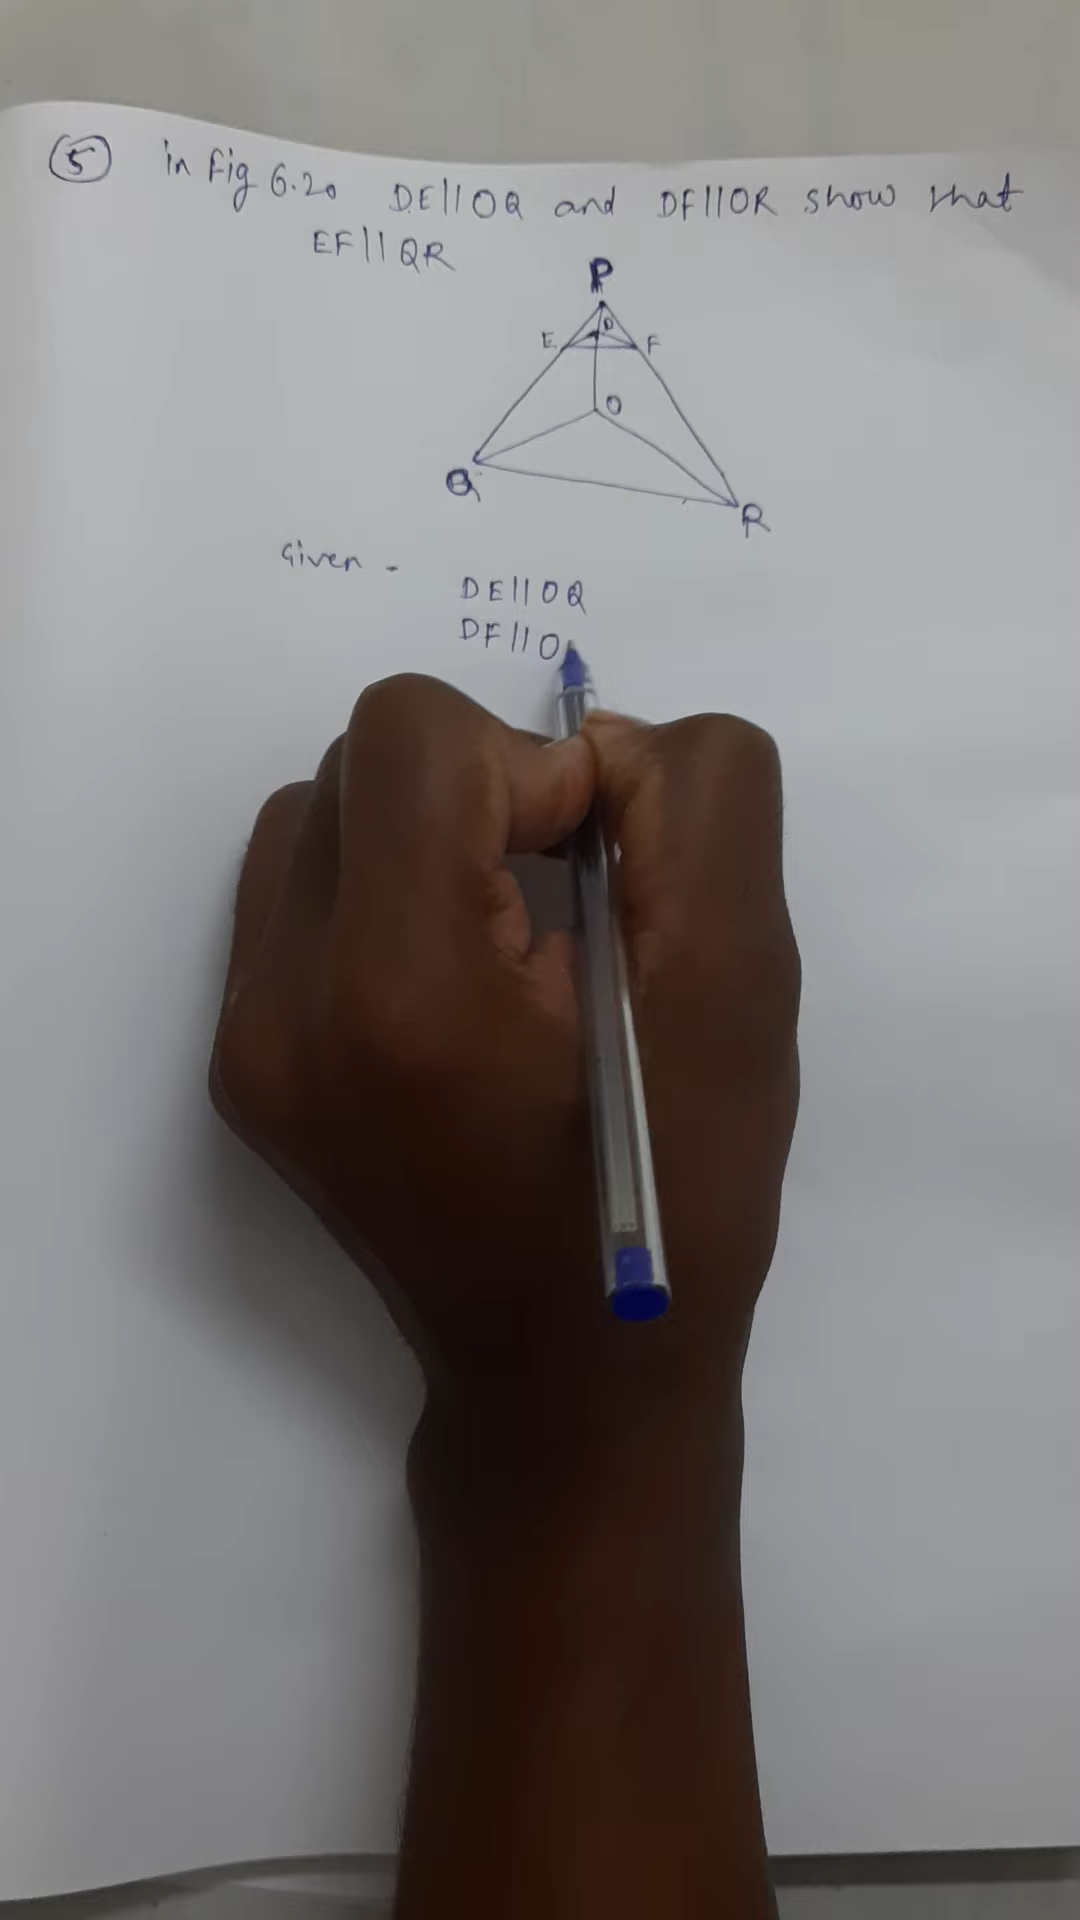 5 in fig 6.20 DE||OQ and DF||OR show that
EF||QR
P
D
E F
O
Q
R
Given -
DE||OQ
DF||O